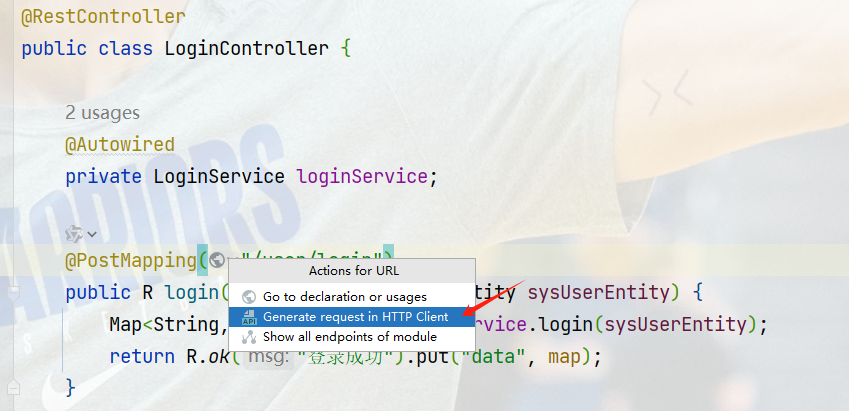 @RestController
public class LoginController {
2 usages
@Autowired
private LoginService loginService;
@PostMapping("/user/login")
Actions for URL
public R login( tity sysUserEntity) {
Go to declaration or usages
Generate request in HTTP Client
Map<String, rvice.login(sysUserEntity);
Show all endpoints of module
return R.ok( msg: "登录成功").put("data", map);
}
API